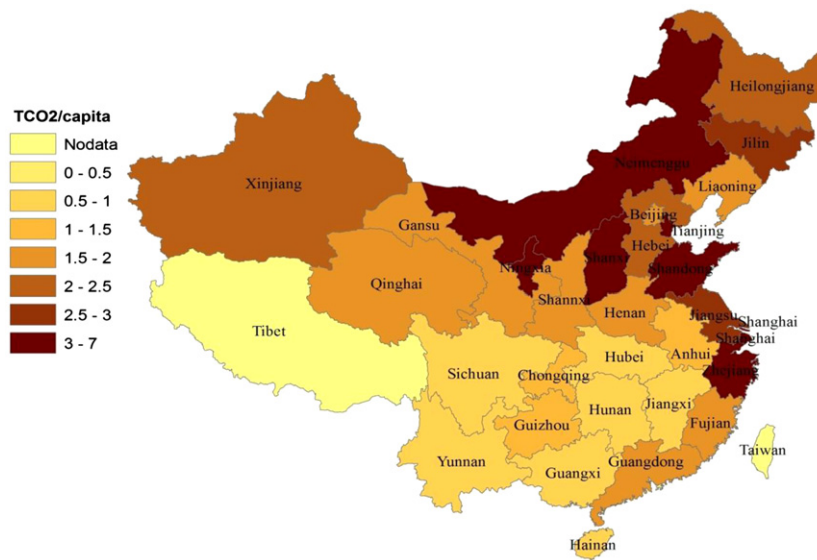 TCO2/capita
Nodata
0 - 0.5
0.5 - 1
1 - 1.5
1.5 - 2
2 - 2.5
2.5 - 3
3 - 7
Heilongjiang
Jilin
Neimenggu
Xinjiang
Liaoning
Beijing
Gansu
Tianjing
Hebei
Ningxia
Shanxi
Shandong
Qinghai
Shannxi
Henan
Jiangsu
Shanghai
Shanghai
Tibet
Hubei
Anhui
Zhejiang
Sichuan
Chongqing
Hunan
Jiangxi
Guizhou
Fujian
Taiwan
Yunnan
Guangxi
Guangdong
Hainan